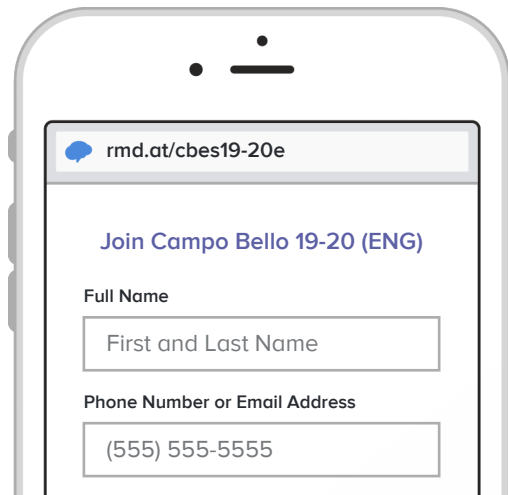 rmd.at/cbes19-20e
Join Campo Bello 19-20 (ENG)
Full Name
First and Last Name
Phone Number or Email Address
(555) 555-5555